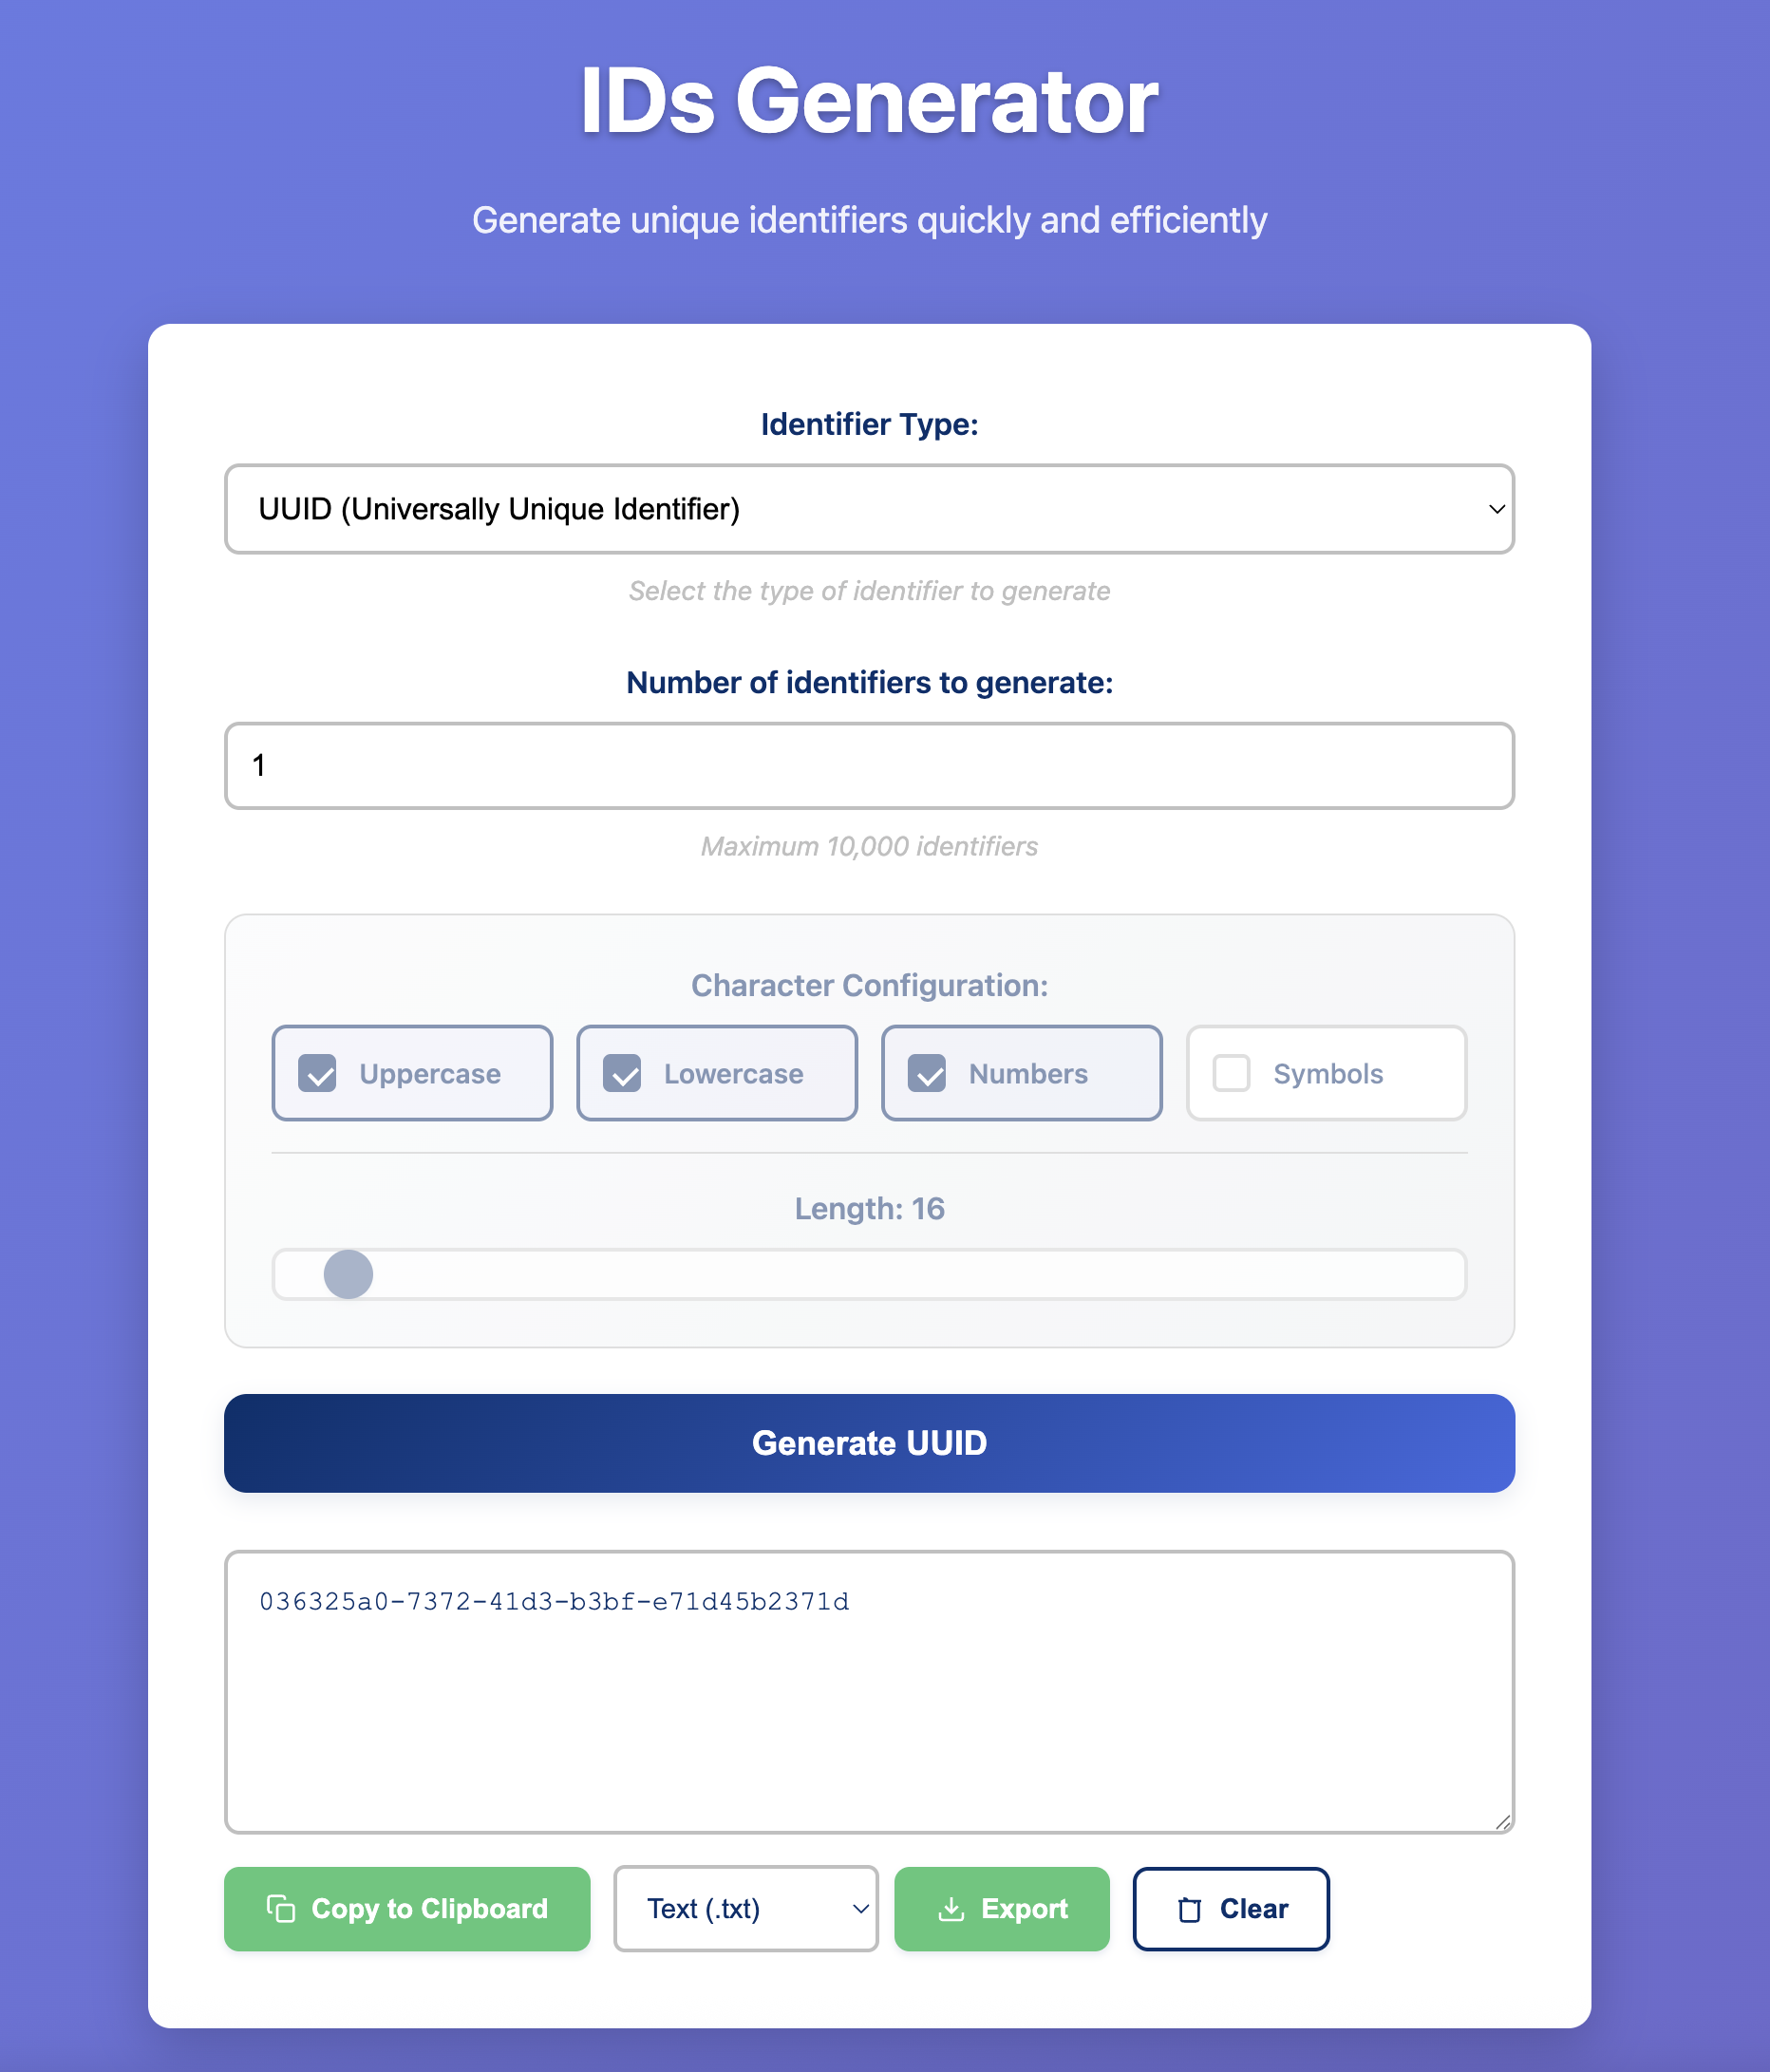 IDs Generator
Generate unique identifiers quickly and efficiently
Identifier Type:
UUID (Universally Unique Identifier)
Select the type of identifier to generate
Number of identifiers to generate:
1
Maximum 10,000 identifiers
Character Configuration:
Uppercase Lowercase Numbers Symbols
Length: 16
Generate UUID
036325a0-7372-41d3-b3bf-e71d45b2371d
Copy to Clipboard Text (.txt) Export Clear